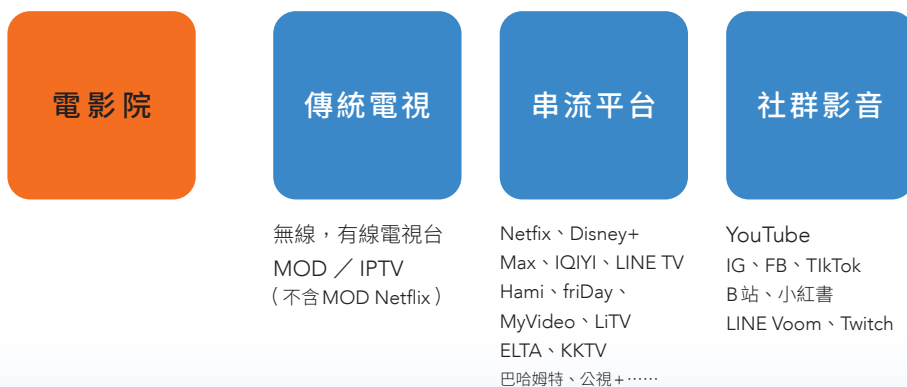 電影院
傳統電視
串流平台
社群影音
無線，有線電視台
MOD ／ IPTV
（不含MOD Netflix）
Netfix、Disney+
Max、IQIYI、LINE TV
Hami、friDay、
MyVideo、LiTV
ELTA、KKTV
巴哈姆特、公視+⋯⋯
YouTube
IG、FB、TIkTok
B站、小紅書
LINE Voom、Twitch